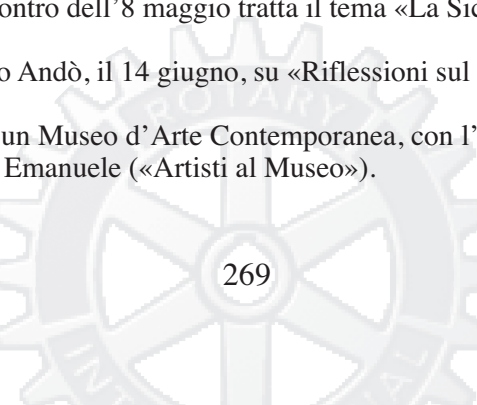 ontro dell'8 maggio tratta il tema «La Sic
o Andò, il 14 giugno, su «Riflessioni sul
un Museo d'Arte Contemporanea, con l'
Emanuele («Artisti al Museo»).
ROTARY
269